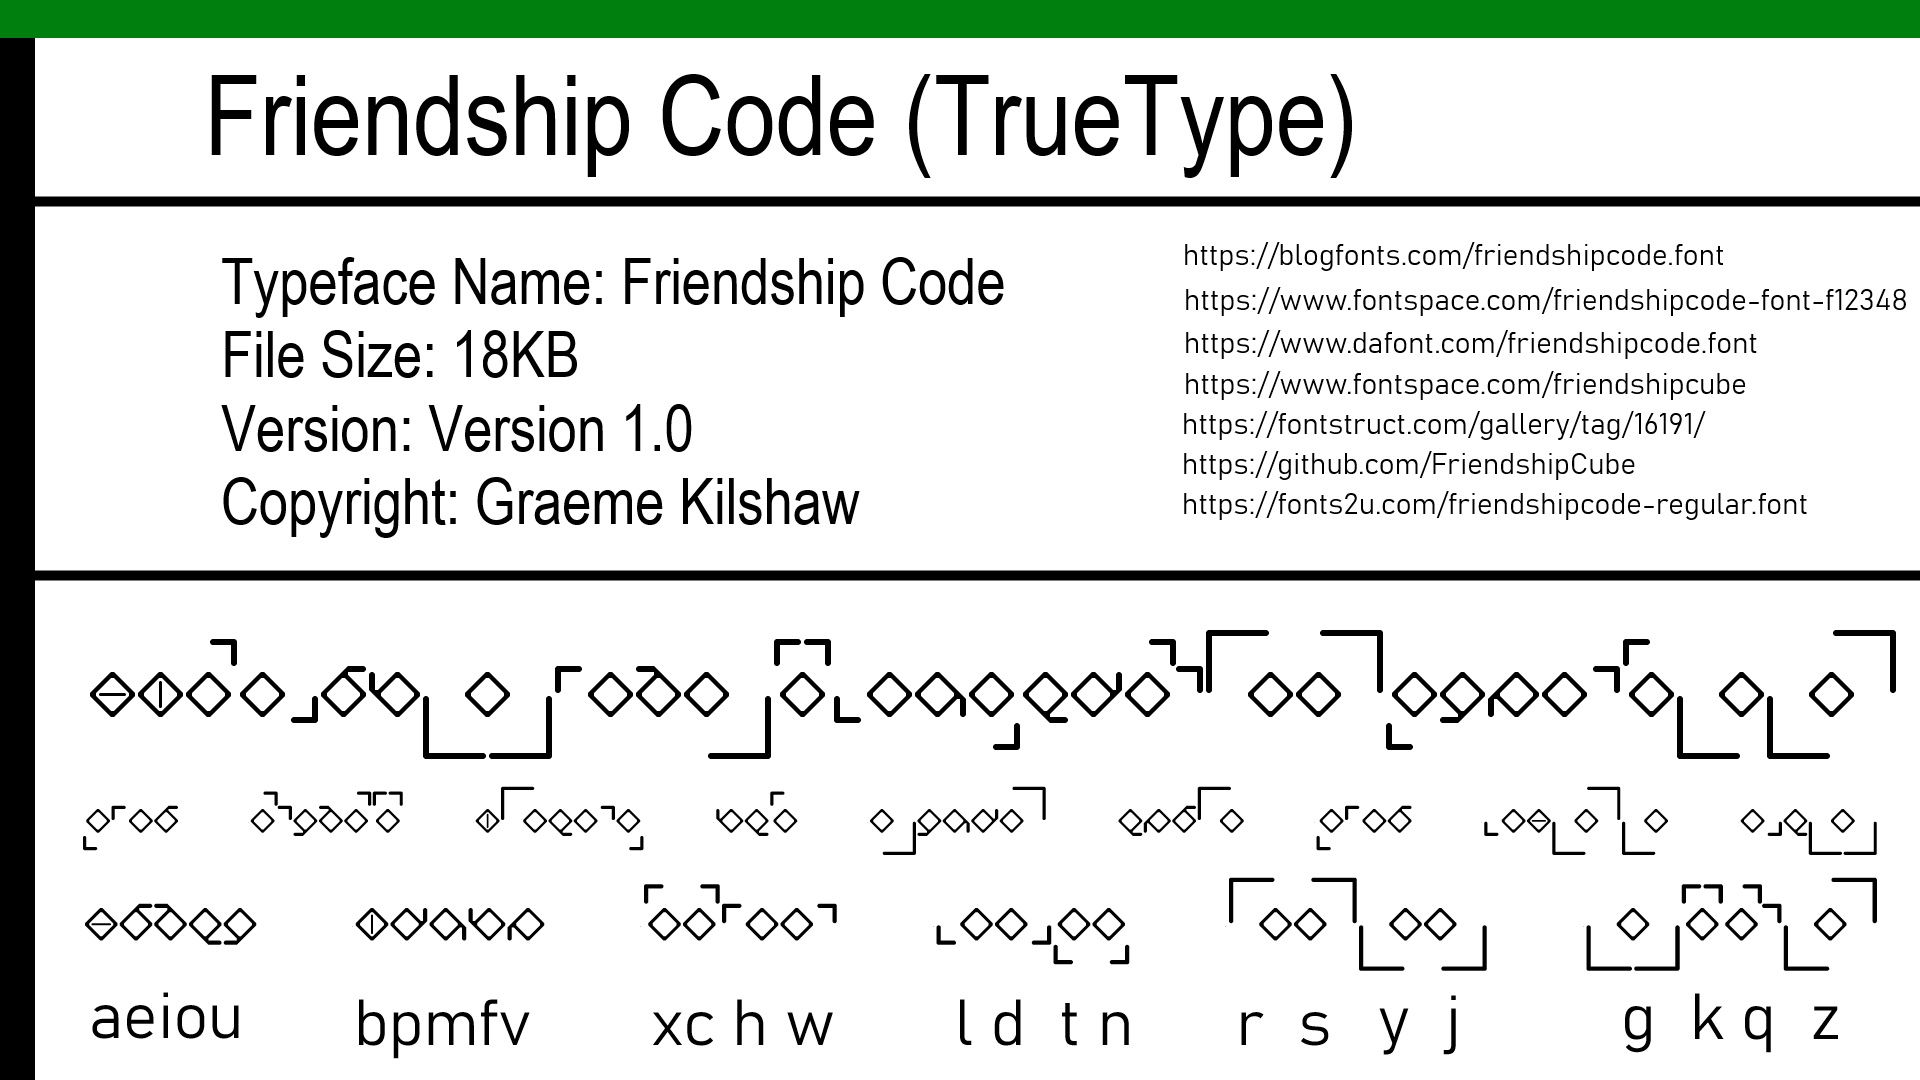 Friendship Code (TrueType)
Typeface Name: Friendship Code
File Size: 18KB
Version: Version 1.0
Copyright: Graeme Kilshaw
https://blogfonts.com/friendshipcode.font
https://www.fontspace.com/friendshipcode-font-f12348
https://www.dafont.com/friendshipcode.font
https://www.fontspace.com/friendshipcube
https://fontstruct.com/gallery/tag/16191/
https://github.com/FriendshipCube
https://fonts2u.com/friendshipcode-regular.font
aeiou bpmfv xc h w l d t n r s y j g k q z